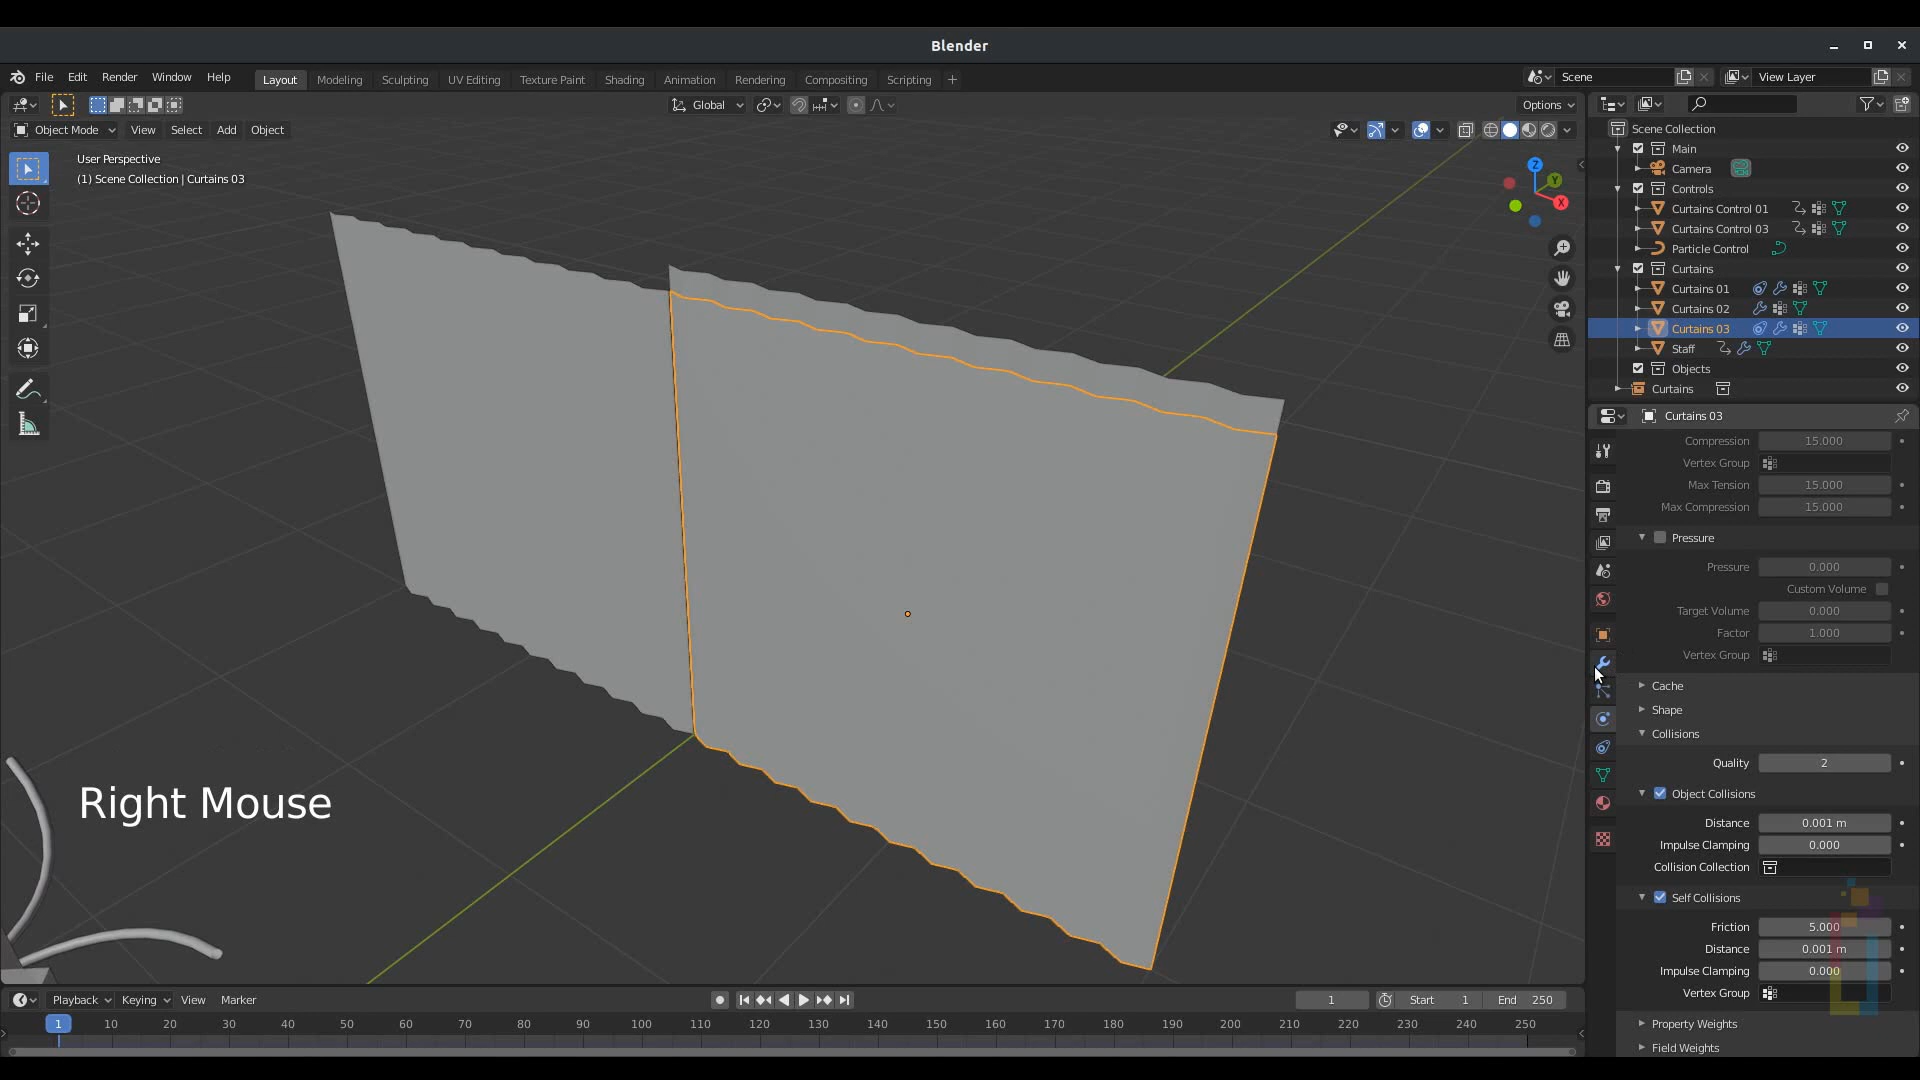 Blender
File Edit Render Window Help Layout Modeling Sculpting UV Editing Texture Paint Shading Animation Rendering Compositing Scripting + Scene View Layer
Global Options
Object Mode View Select Add Object
User Perspective
(1) Scene Collection | Curtains 03
Z
Y
X
Scene Collection
Main
Camera
Controls
Curtains Control 01
Curtains Control 03
Particle Control
Curtains
Curtains 01
Curtains 02
Curtains 03
Staff
Objects
Curtains
Curtains 03
Compression 15.000
Vertex Group
Max Tension 15.000
Max Compression 15.000
Pressure
Pressure 0.000
Custom Volume
Target Volume 0.000
Factor 1.000
Vertex Group
Cache
Shape
Collisions
Quality 2
Object Collisions
Distance 0.001 m
Impulse Clamping 0.000
Collision Collection
Self Collisions
Friction 5.000
Distance 0.001 m
Impulse Clamping 0.000
Vertex Group
Property Weights
Field Weights
Right Mouse
Playback Keying View Marker 1 Start 1 End 250
1 10 20 30 40 50 60 70 80 90 100 110 120 130 140 150 160 170 180 190 200 210 220 230 240 250